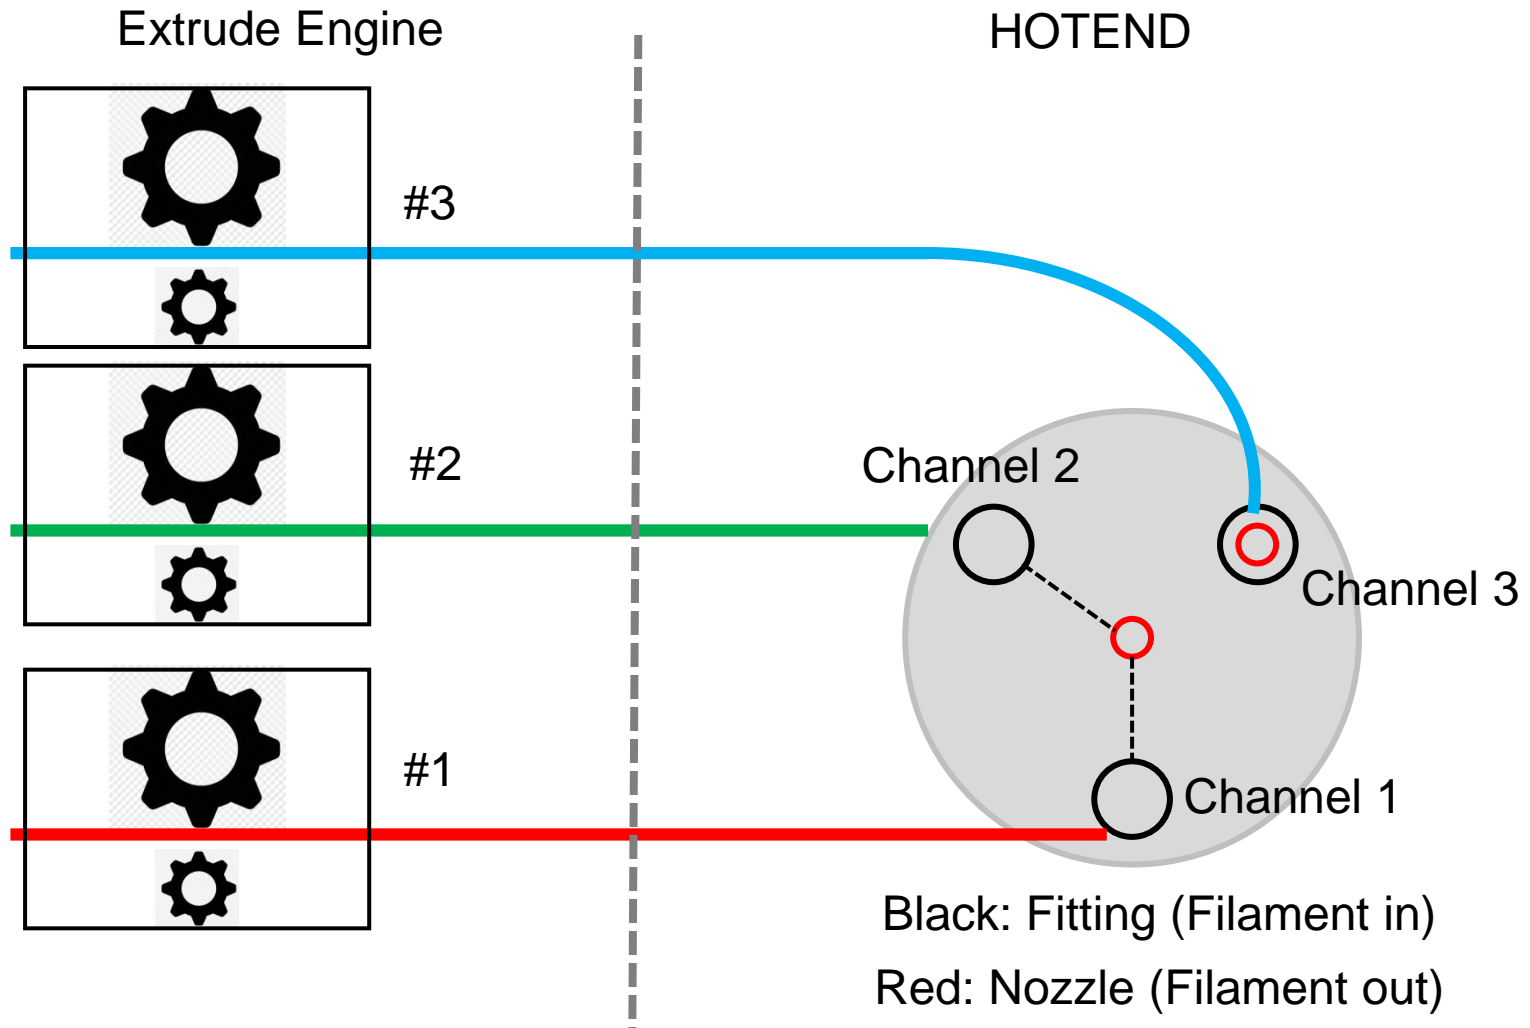 Extrude Engine
HOTEND
#3
#2
Channel 2
Channel 3
#1
Channel 1
Black: Fitting (Filament in)
Red: Nozzle (Filament out)